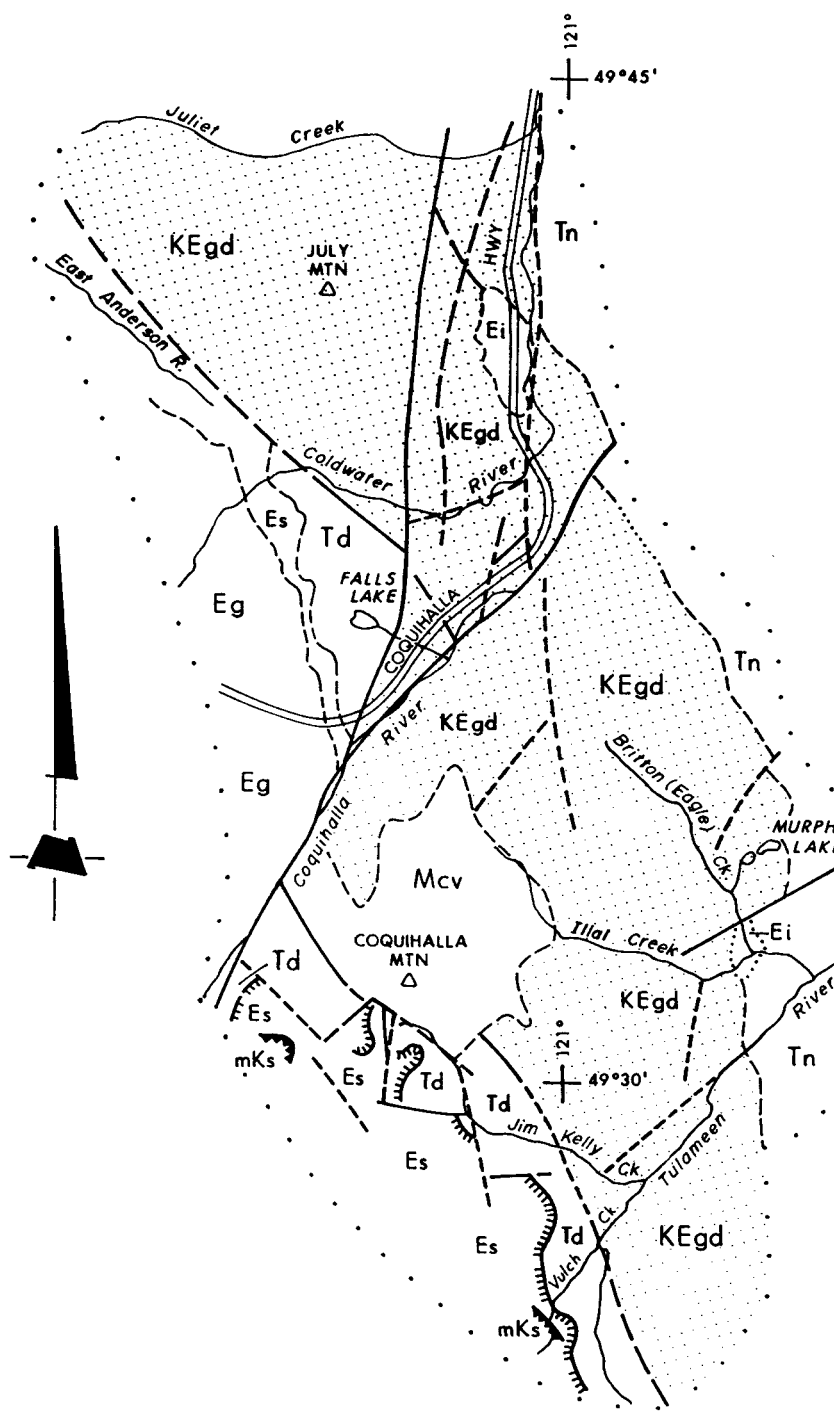 121°
49°45'
Juliet Creek
KEgd
JULY
MTN
HWY
Tn
East Anderson R.
Ei
KEgd
Coldwater River
Es
Td
FALLS
LAKE
Eg
COQUIHALLA
KEgd
Tn
River
KEgd
Britton (Eagle) Ck.
Eg
Coquihalla
MURPH
LAKE
Mcv
Ei
Illal Creek
COQUIHALLA
MTN
Td
Es
KEgd
River
mKs
121°
49°30'
Tn
Es
Td
Td
Jim Kelly Ck.
Tulameen
Es
Es
Td
Vulch Ck.
KEgd
mKs